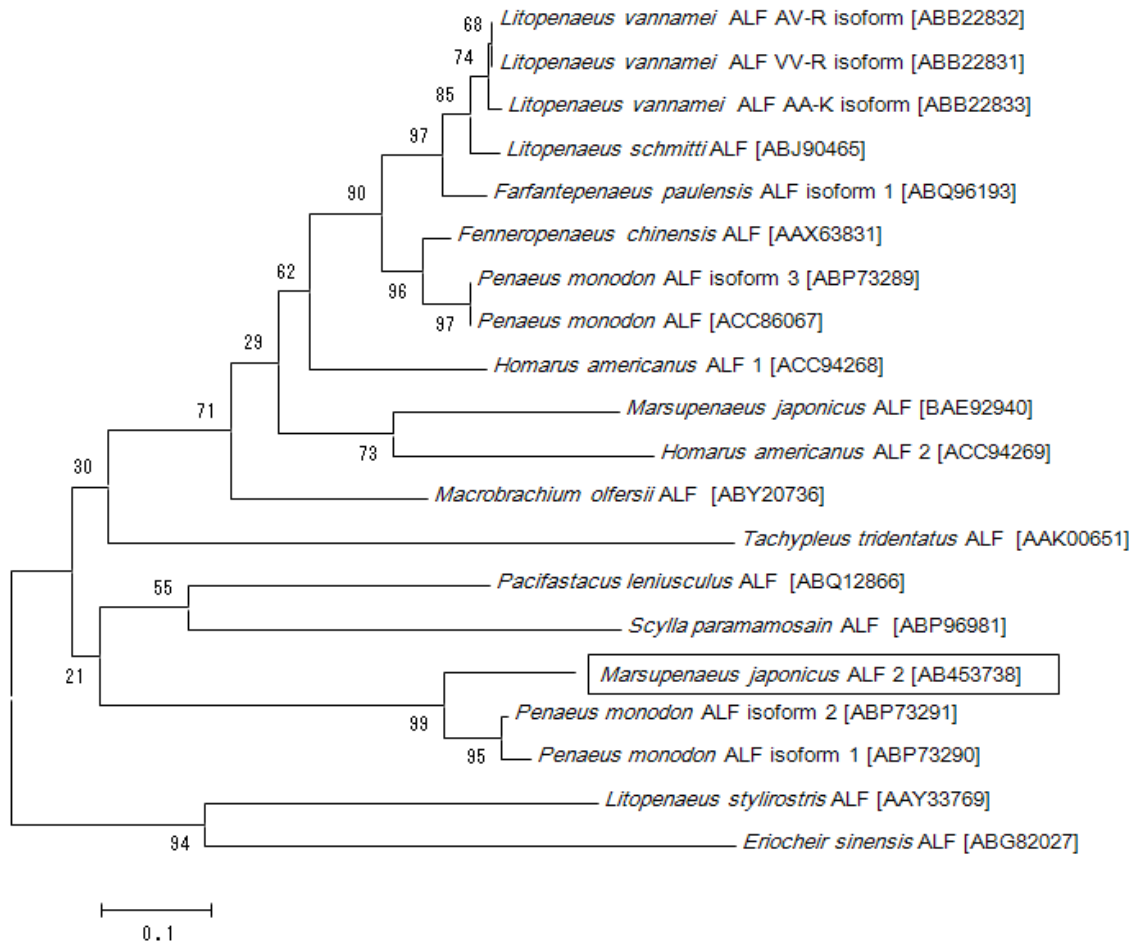 Litopenaeus vannamei ALF AV-R isoform [ABB22832]
68
Litopenaeus vannamei ALF VV-R isoform [ABB22831]
74
Litopenaeus vannamei ALF AA-K isoform [ABB22833]
85
Litopenaeus schmitti ALF [ABJ90465]
97
Farfantepenaeus paulensis ALF isoform 1 [ABQ96193]
90
Fenneropenaeus chinensis ALF [AAX63831]
62
Penaeus monodon ALF isoform 3 [ABP73289]
96
Penaeus monodon ALF [ACC86067]
97
29
Homarus americanus ALF 1 [ACC94268]
71
Marsupenaeus japonicus ALF [BAE92940]
73
Homarus americanus ALF 2 [ACC94269]
30
Macrobrachium olfersii ALF [ABY20736]
Tachypleus tridentatus ALF [AAK00651]
55
Pacifastacus leniusculus ALF [ABQ12866]
Scylla paramamosain ALF [ABP96981]
21
Marsupenaeus japonicus ALF 2 [AB453738]
99
Penaeus monodon ALF isoform 2 [ABP73291]
95
Penaeus monodon ALF isoform 1 [ABP73290]
Litopenaeus stylirostris ALF [AAY33769]
94
Eriocheir sinensis ALF [ABG82027]
0.1